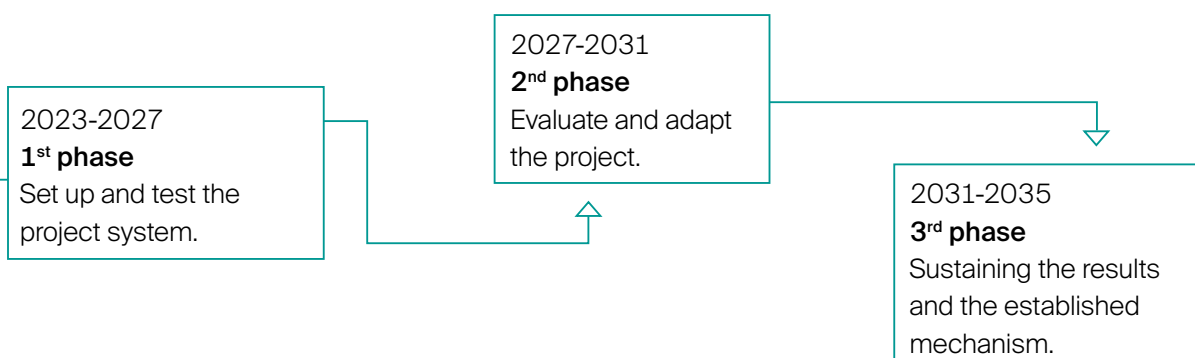 2023-2027
1st phase
Set up and test the
project system.
2027-2031
2nd phase
Evaluate and adapt
the project.
2031-2035
3rd phase
Sustaining the results
and the established
mechanism.